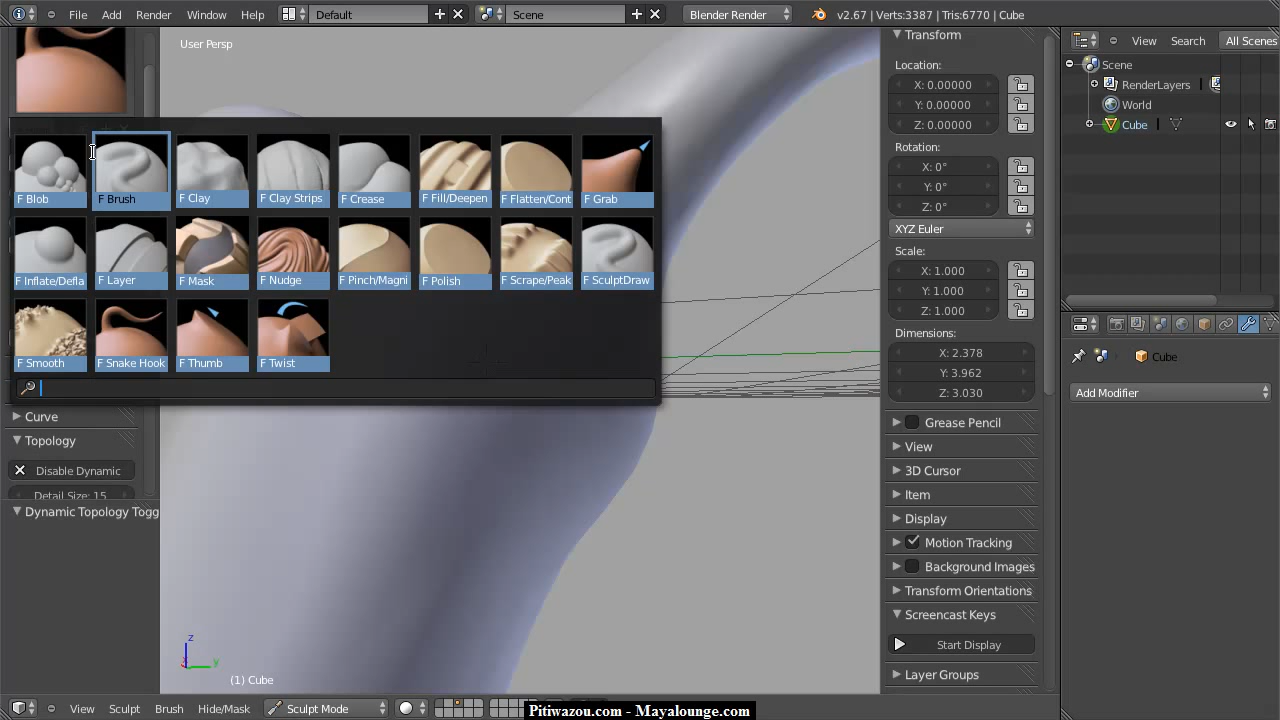 File Add Render Window Help Default Scene Blender Render v2.67 | Verts:3387 | Tris:6770 | Cube
User Persp
F Blob F Brush F Clay F Clay Strips F Crease F Fill/Deepen F Flatten/Cont F Grab
F Inflate/Defla F Layer F Mask F Nudge F Pinch/Magni F Polish F Scrape/Peak F SculptDraw
F Smooth F Snake Hook F Thumb F Twist
Curve
Topology
Disable Dynamic
Detail Size: 15
Dynamic Topology Togg
z
y
(1) Cube
Transform
Location:
X: 0.00000
Y: 0.00000
Z: 0.00000
Rotation:
X: 0°
Y: 0°
Z: 0°
XYZ Euler
Scale:
X: 1.000
Y: 1.000
Z: 1.000
Dimensions:
X: 2.378
Y: 3.962
Z: 3.030
Grease Pencil
View
3D Cursor
Item
Display
Motion Tracking
Background Images
Transform Orientations
Screencast Keys
Start Display
Layer Groups
View Search All Scenes
Scene
RenderLayers
World
Cube
Cube
Add Modifier
View Sculpt Brush Hide/Mask Sculpt Mode
Pitiwazou.com - Mayalounge.com